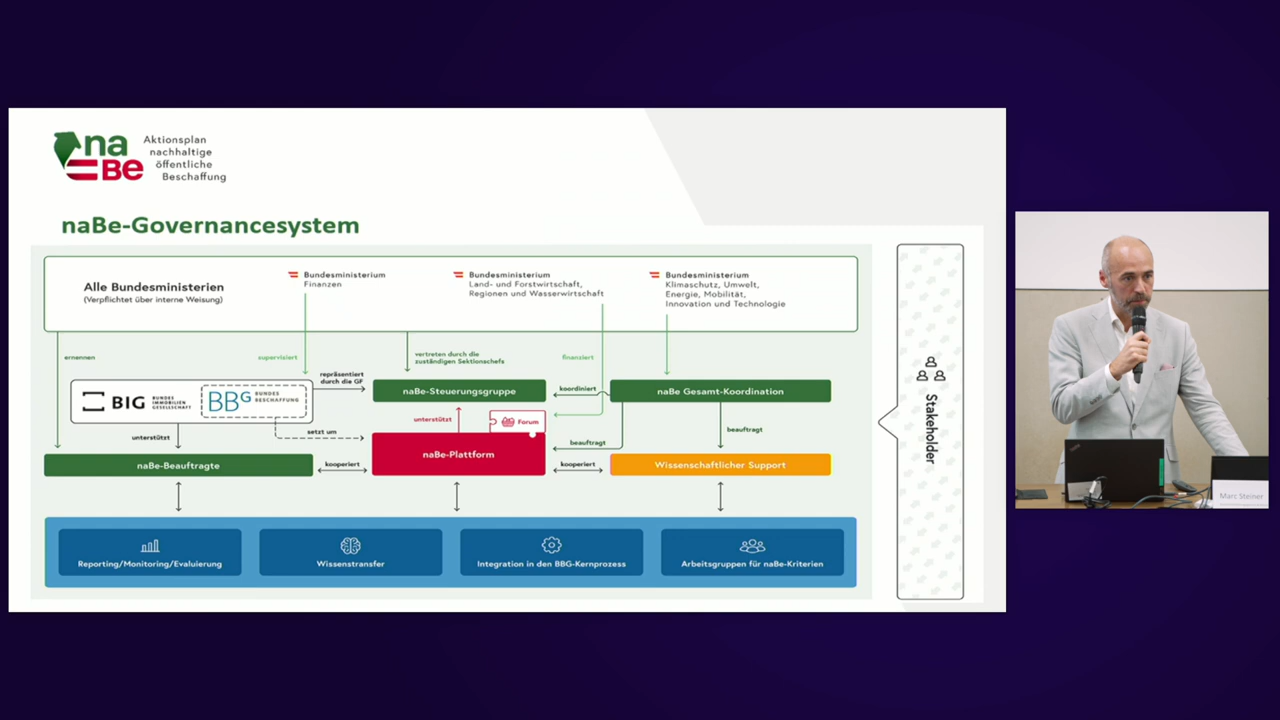 na
Be
Aktionsplan
nachhaltige
öffentliche
Beschaffung
naBe-Governancesystem
Alle Bundesministerien
(Verpflichtet über interne Weisung)
Bundesministerium
Finanzen
Bundesministerium
Land- und Forstwirtschaft,
Regionen und Wasserwirtschaft
Bundesministerium
Klimaschutz, Umwelt,
Energie, Mobilität,
Innovation und Technologie
ernennen
supervisiert
vertreten durch die
zuständigen Sektionschefs
finanziert
repräsentiert
durch die GF
BIG
BUNDES
IMMOBILIEN
GESELLSCHAFT
BBG
BUNDES
BESCHAFFUNG
naBe-Steuerungsgruppe
koordiniert
naBe Gesamt-Koordination
unterstützt
setzt um
unterstützt
Forum
beauftragt
beauftragt
naBe-Beauftragte
kooperiert
naBe-Plattform
kooperiert
Wissenschaftlicher Support
Reporting/Monitoring/Evaluierung
Wissenstransfer
Integration in den BBG-Kernprozess
Arbeitsgruppen für naBe-Kriterien
Stakeholder
Marc Steiner